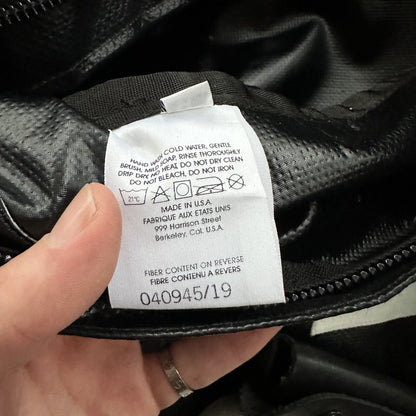 HAND WASH COLD WATER, GENTLE
BRUSH, MILD SOAP, RINSE THOROUGHLY
DRIP DRY, NO HEAT, DO NOT DRY CLEAN
DO NOT BLEACH, DO NOT IRON
21°C
MADE IN U.S.A.
FABRIQUE AUX ETATS UNIS
999 Harrison Street
Berkeley, Cal. U.S.A.
FIBER CONTENT ON REVERSE
FIBRE CONTENU A REVERS
040945/19